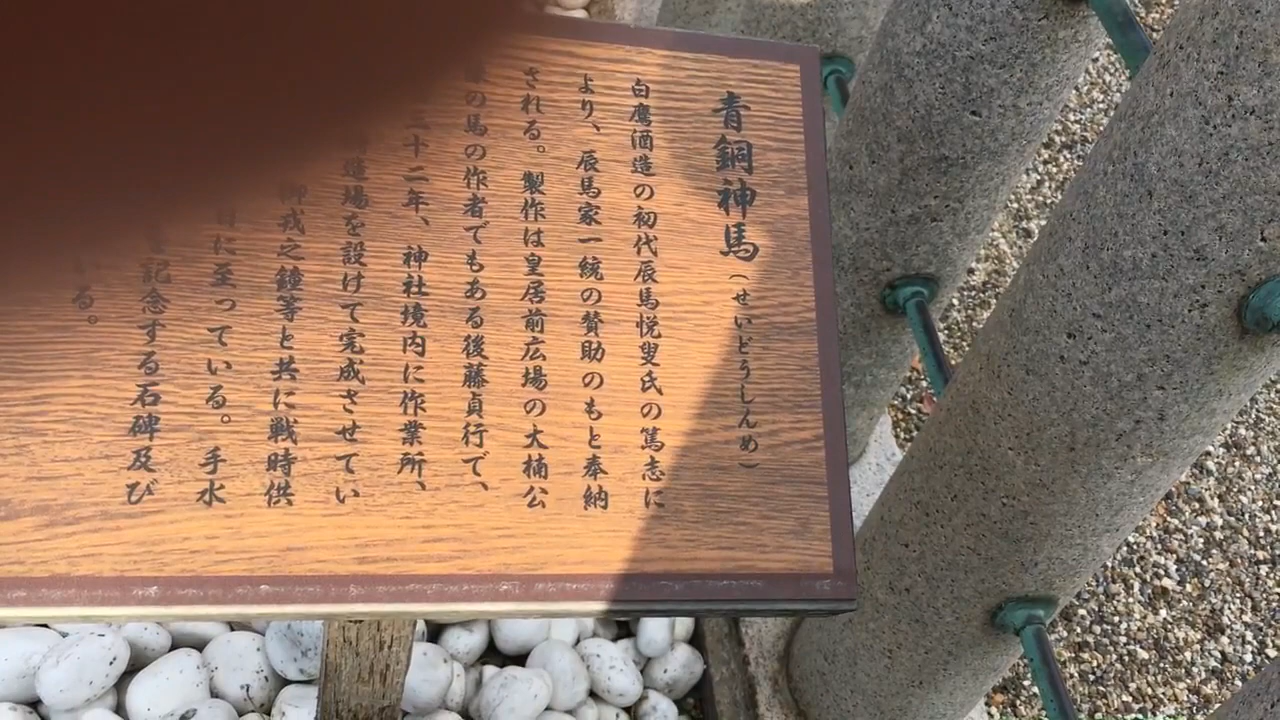 青銅神馬（せいどうしんめ）
白鷹酒造の初代辰馬悦叟氏の篤志に
より、辰馬家一統の賛助のもと奉納
される。製作は皇居前広場の大楠公
の馬の作者でもある後藤貞行で、
三十二年、神社境内に作業所、
造場を設けて完成させてい
御戒之鐘等と共に戦時供
に至っている。手水
記念する石碑及び
る。